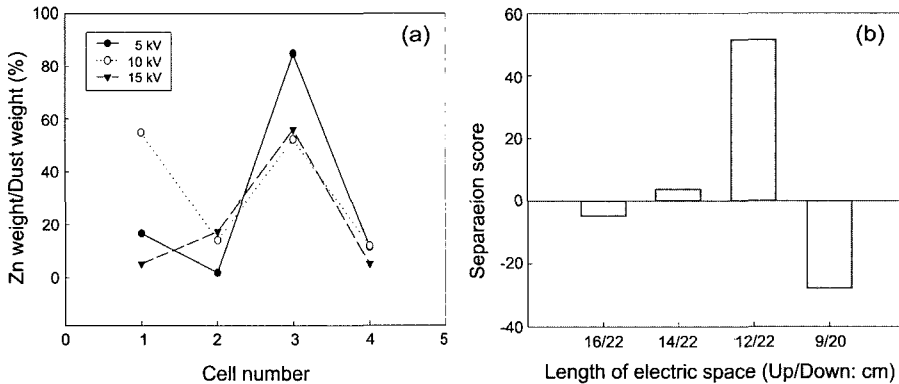 (a)
5 kV
10 kV
15 kV
Zn weight/Dust weight (%)
100
80
60
40
20
0
0 1 2 3 4 5
Cell number
(b)
Separaeion score
60
40
20
0
-20
-40
16/22 14/22 12/22 9/20
Length of electric space (Up/Down: cm)